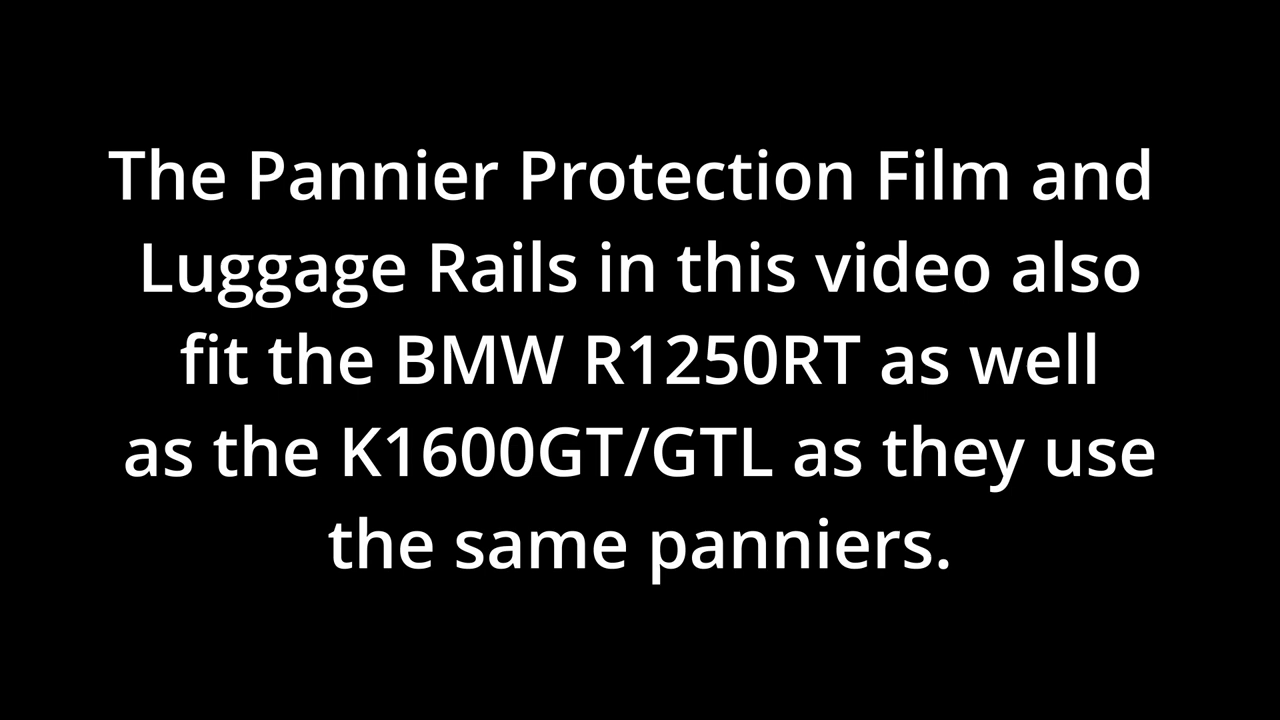 The Pannier Protection Film and
Luggage Rails in this video also
fit the BMW R1250RT as well
as the K1600GT/GTL as they use
the same panniers.